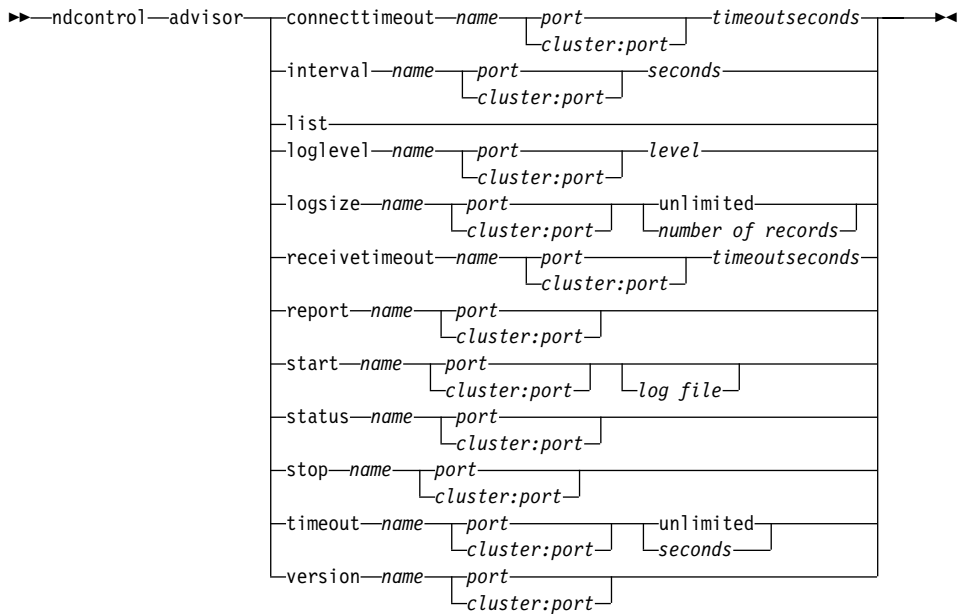 ndcontrol advisor connecttimeout name port timeoutseconds
cluster:port
interval name port seconds
cluster:port
list
loglevel name port level
cluster:port
logsize name port unlimited
cluster:port number of records
receivetimeout name port timeoutseconds
cluster:port
report name port
cluster:port
start name port
cluster:port log file
status name port
cluster:port
stop name port
cluster:port
timeout name port unlimited
cluster:port seconds
version name port
cluster:port